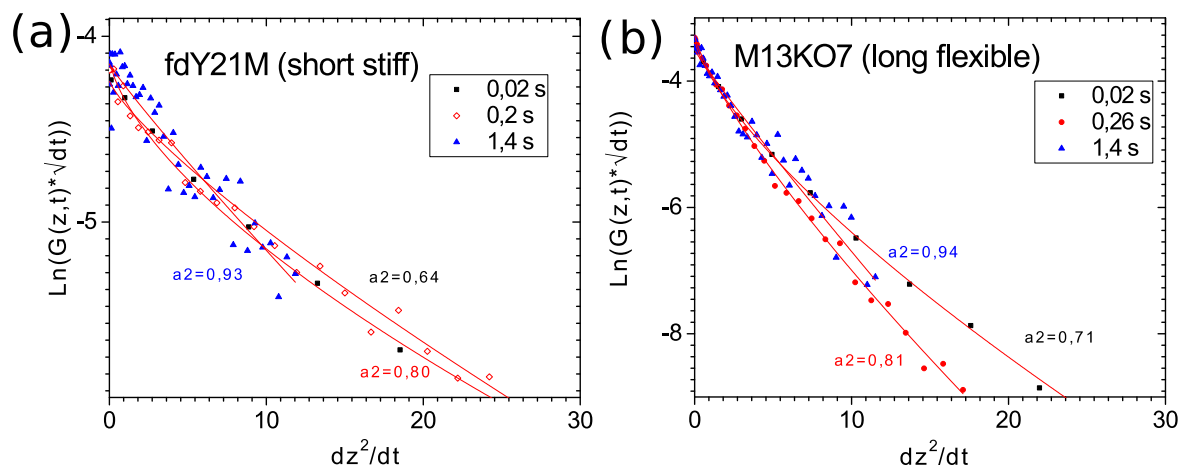 (a)
fdY21M (short stiff)
0,02 s
0,2 s
1,4 s
a2=0,93
a2=0,64
a2=0,80
-4
-5
Ln(G(z,t)*√dt))
0
10
20
30
dz²/dt
(b)
M13KO7 (long flexible)
0,02 s
0,26 s
1,4 s
a2=0,94
a2=0,71
a2=0,81
-4
-6
-8
Ln(G(z,t)*√dt))
0
10
20
30
dz²/dt